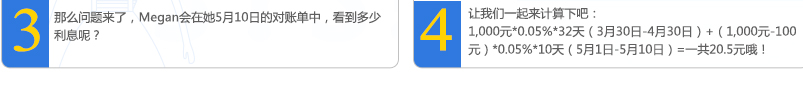 3
那么问题来了，Megan会在她5月10日的对账单中，看到多少
利息呢？
4
让我们一起来计算下吧：
1,000元*0.05%*32天（3月30日-4月30日）+（1,000元-100
元）*0.05%*10天（5月1日-5月10日）=一共20.5元哦！